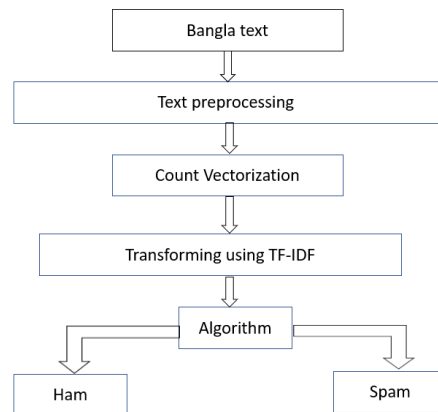 Bangla text
Text preprocessing
Count Vectorization
Transforming using TF-IDF
Algorithm
Ham
Spam